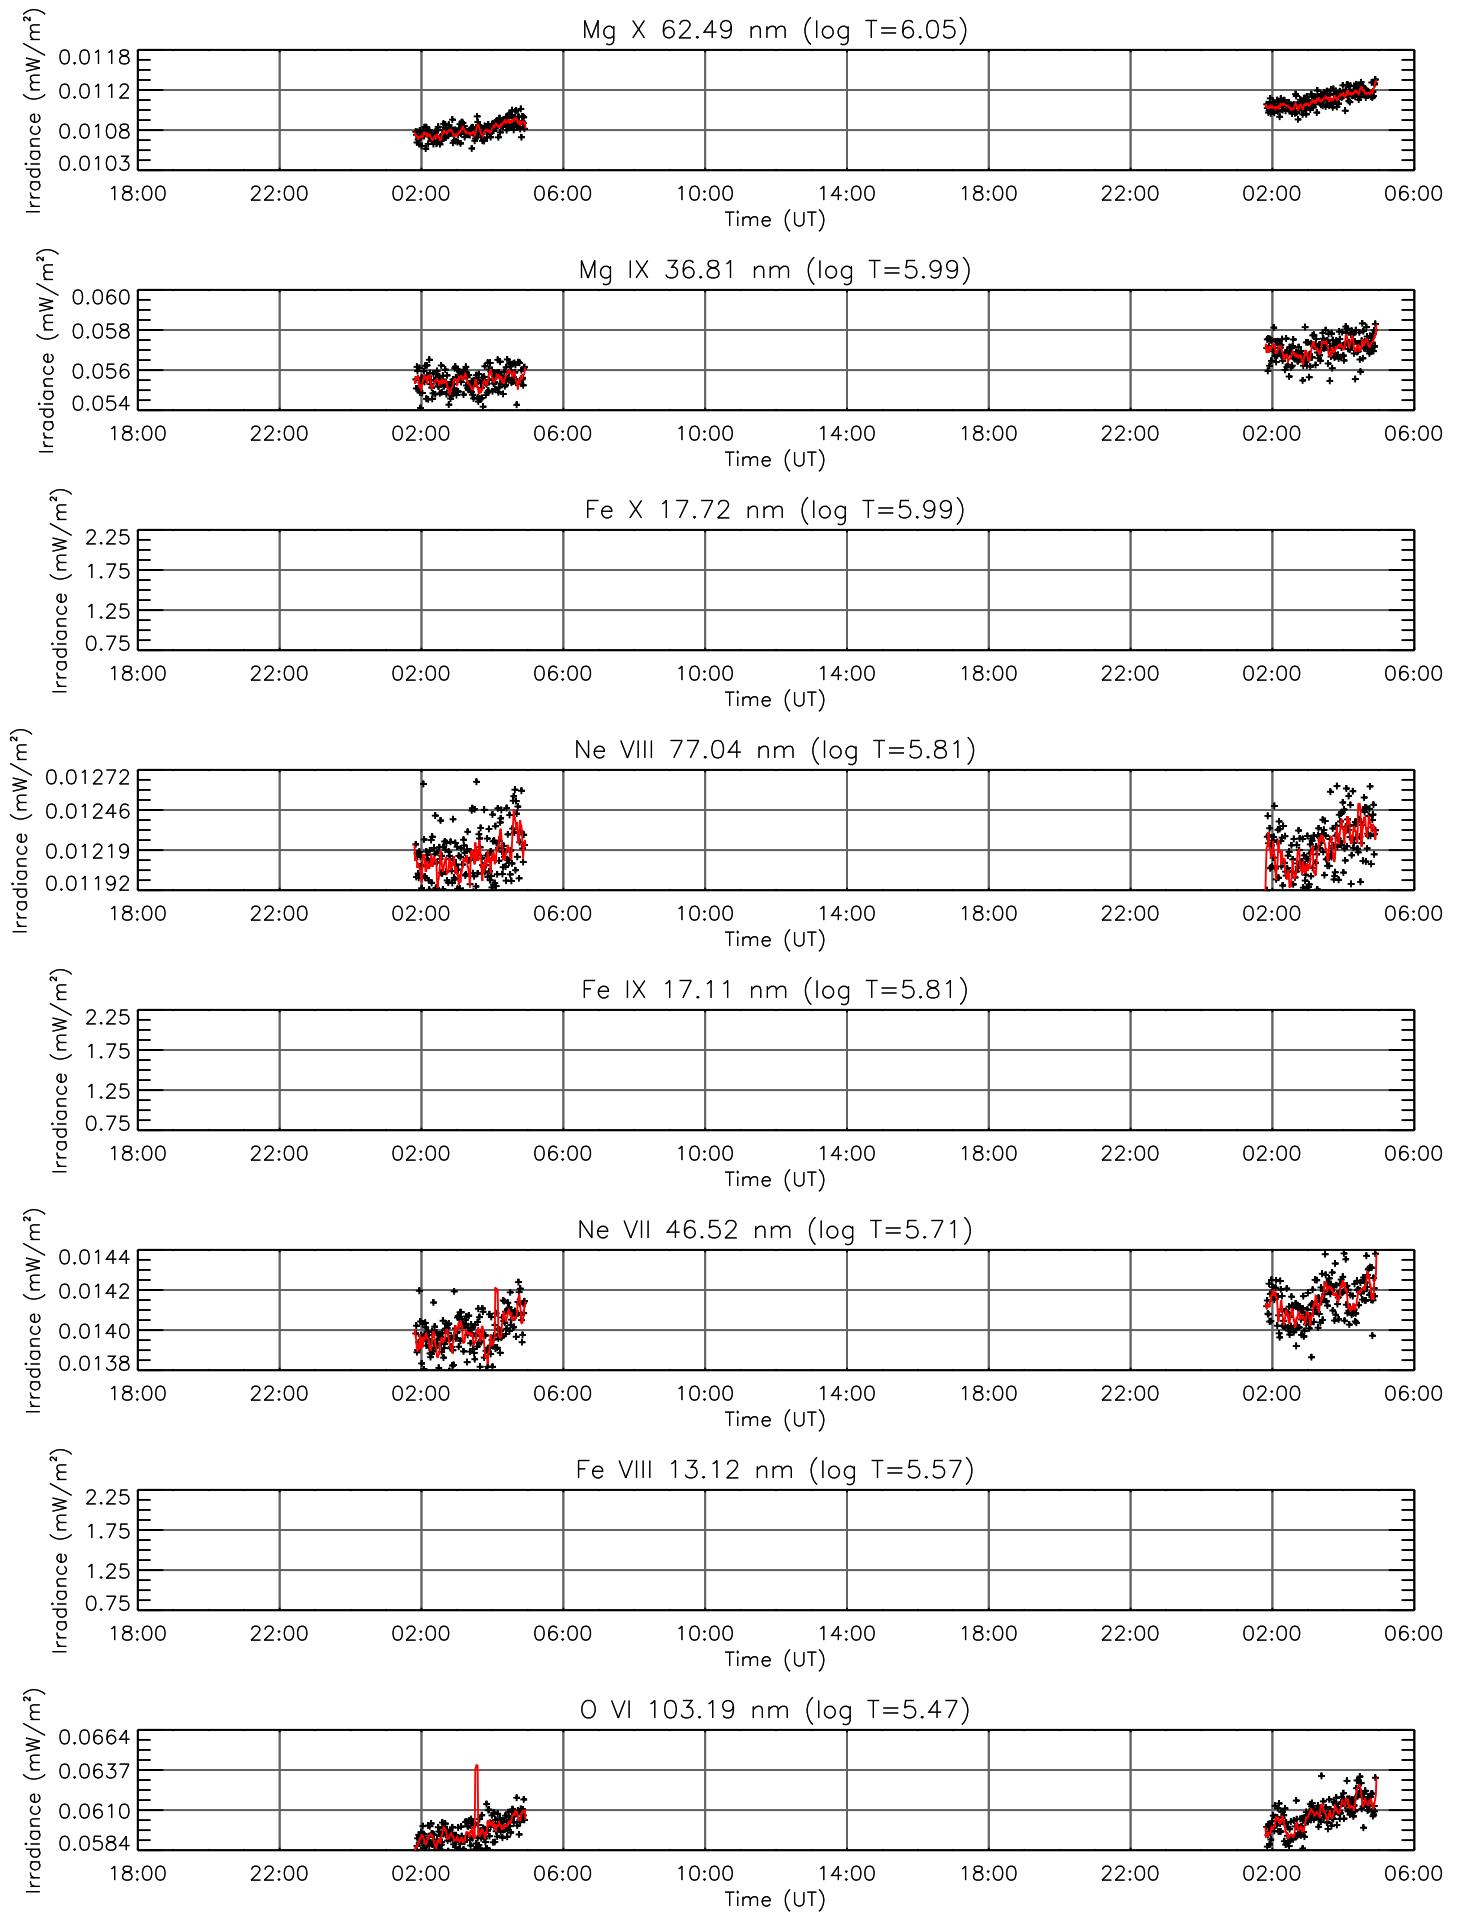 Mg X 62.49 nm (log T=6.05)
Irradiance (mW/m²)
0.0118
0.0112
0.0108
0.0103
18:00 22:00 02:00 06:00 10:00 14:00 18:00 22:00 02:00 06:00
Time (UT)
Mg IX 36.81 nm (log T=5.99)
Irradiance (mW/m²)
0.060
0.058
0.056
0.054
18:00 22:00 02:00 06:00 10:00 14:00 18:00 22:00 02:00 06:00
Time (UT)
Fe X 17.72 nm (log T=5.99)
Irradiance (mW/m²)
2.25
1.75
1.25
0.75
18:00 22:00 02:00 06:00 10:00 14:00 18:00 22:00 02:00 06:00
Time (UT)
Ne VIII 77.04 nm (log T=5.81)
Irradiance (mW/m²)
0.01272
0.01246
0.01219
0.01192
18:00 22:00 02:00 06:00 10:00 14:00 18:00 22:00 02:00 06:00
Time (UT)
Fe IX 17.11 nm (log T=5.81)
Irradiance (mW/m²)
2.25
1.75
1.25
0.75
18:00 22:00 02:00 06:00 10:00 14:00 18:00 22:00 02:00 06:00
Time (UT)
Ne VII 46.52 nm (log T=5.71)
Irradiance (mW/m²)
0.0144
0.0142
0.0140
0.0138
18:00 22:00 02:00 06:00 10:00 14:00 18:00 22:00 02:00 06:00
Time (UT)
Fe VIII 13.12 nm (log T=5.57)
Irradiance (mW/m²)
2.25
1.75
1.25
0.75
18:00 22:00 02:00 06:00 10:00 14:00 18:00 22:00 02:00 06:00
Time (UT)
O VI 103.19 nm (log T=5.47)
Irradiance (mW/m²)
0.0664
0.0637
0.0610
0.0584
18:00 22:00 02:00 06:00 10:00 14:00 18:00 22:00 02:00 06:00
Time (UT)